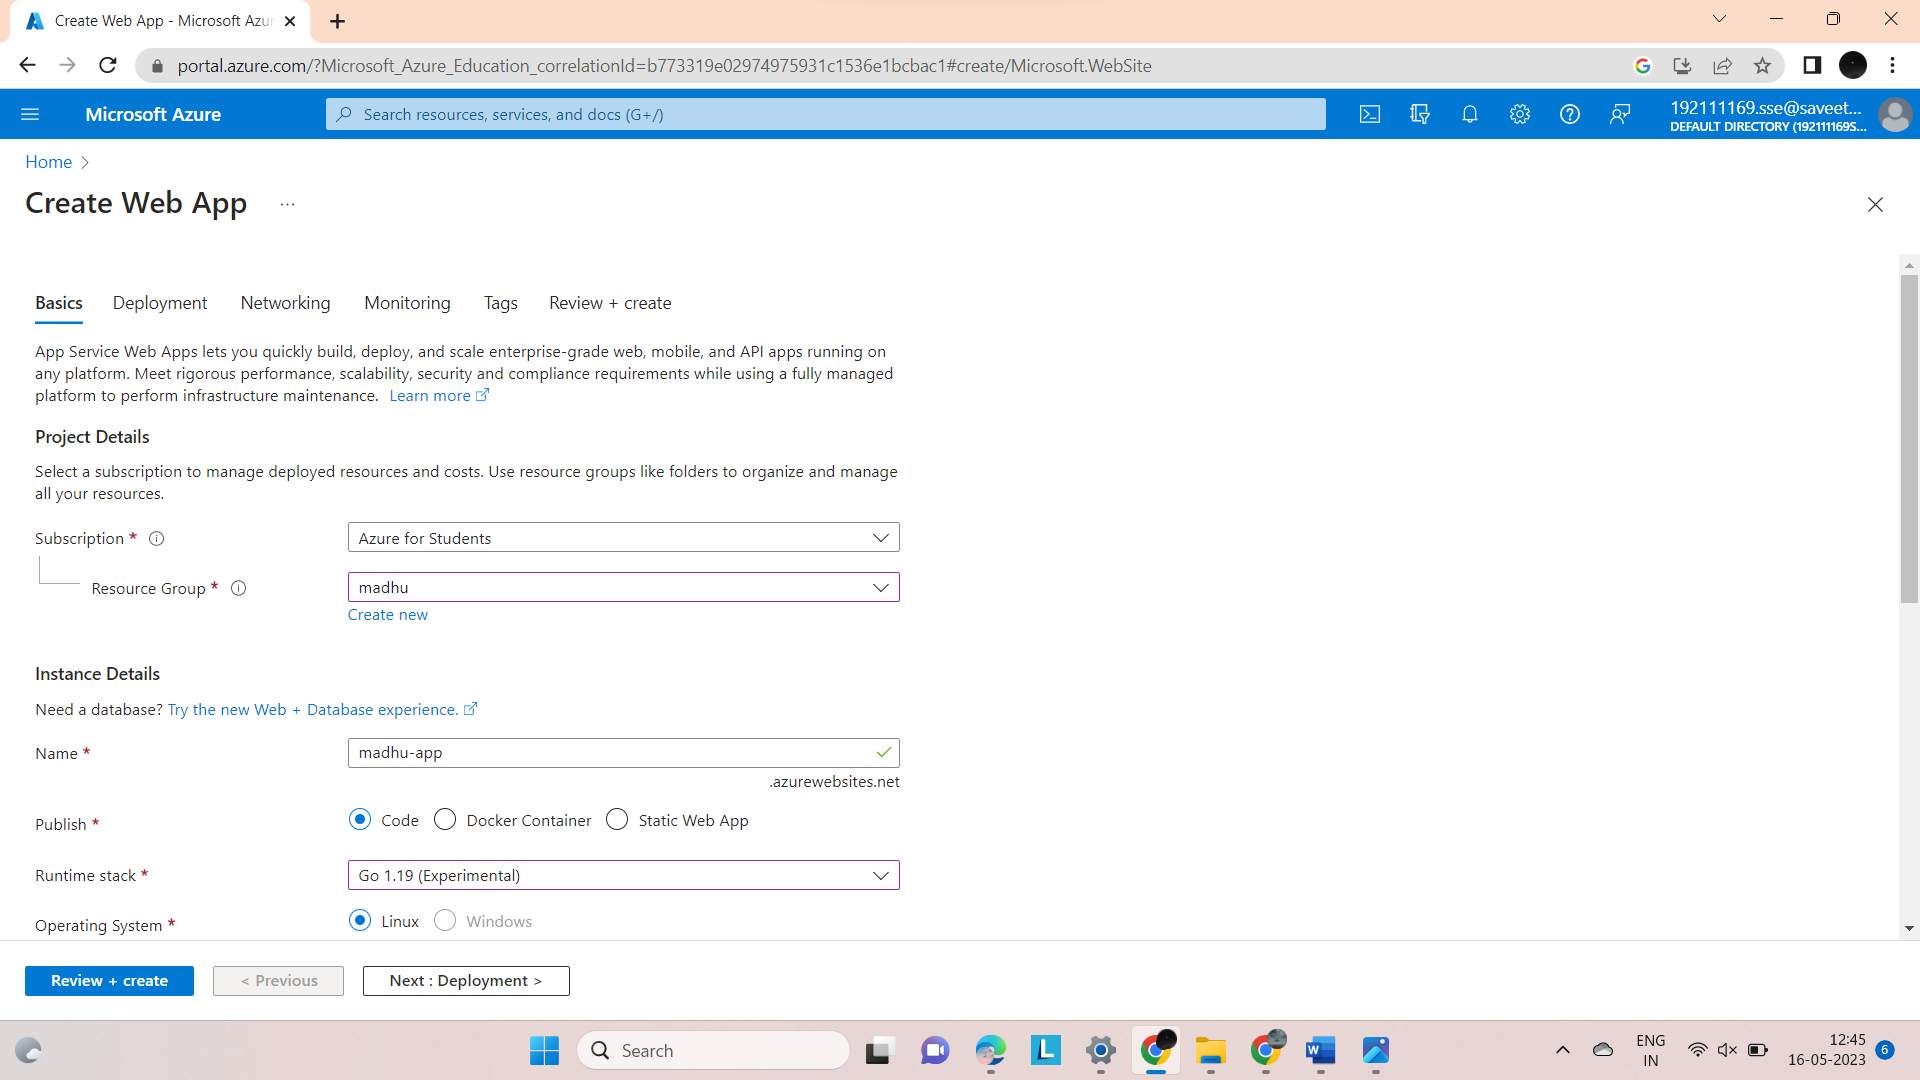 Create Web App - Microsoft Azu
portal.azure.com/?Microsoft_Azure_Education_correlationId=b773319e02974975931c1536e1bcbac1#create/Microsoft.WebSite
Microsoft Azure
Search resources, services, and docs (G+/)
192111169.sse@saveet...
DEFAULT DIRECTORY (192111169S...
Home
Create Web App ...
Basics Deployment Networking Monitoring Tags Review + create
App Service Web Apps lets you quickly build, deploy, and scale enterprise-grade web, mobile, and API apps running on
any platform. Meet rigorous performance, scalability, security and compliance requirements while using a fully managed
platform to perform infrastructure maintenance. Learn more
Project Details
Select a subscription to manage deployed resources and costs. Use resource groups like folders to organize and manage
all your resources.
Subscription * Azure for Students
Resource Group * madhu
Create new
Instance Details
Need a database? Try the new Web + Database experience.
Name * madhu-app
.azurewebsites.net
Publish * Code Docker Container Static Web App
Runtime stack * Go 1.19 (Experimental)
Operating System * Linux Windows
Review + create < Previous Next : Deployment >
Search
ENG
IN
12:45
16-05-2023
6